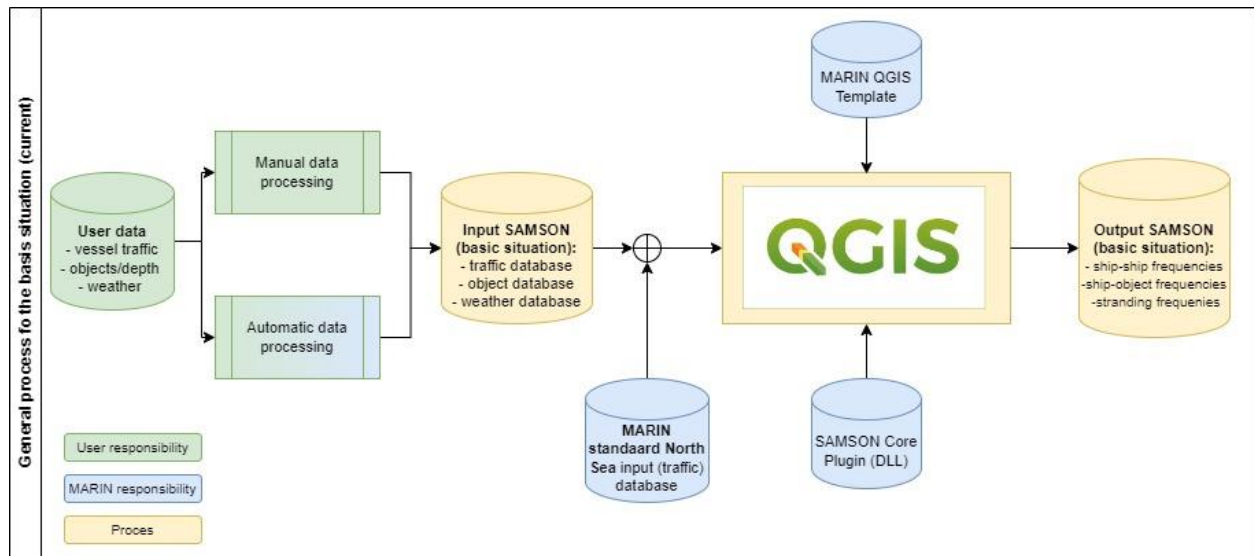 General process fo the basis situation (current)
User data
- vessel traffic
- objects/depth
- weather
Manual data
processing
Automatic data
processing
Input SAMSON
(basic situation):
- traffic database
- object database
- weather database
MARIN
standaard North
Sea input (traffic)
database
MARIN QGIS
Template
QGIS
SAMSON Core
Plugin (DLL)
Output SAMSON
(basic situation):
- ship-ship frequencies
-ship-object frequencies
- stranding frequenies
User responsibility
MARIN responsibility
Proces